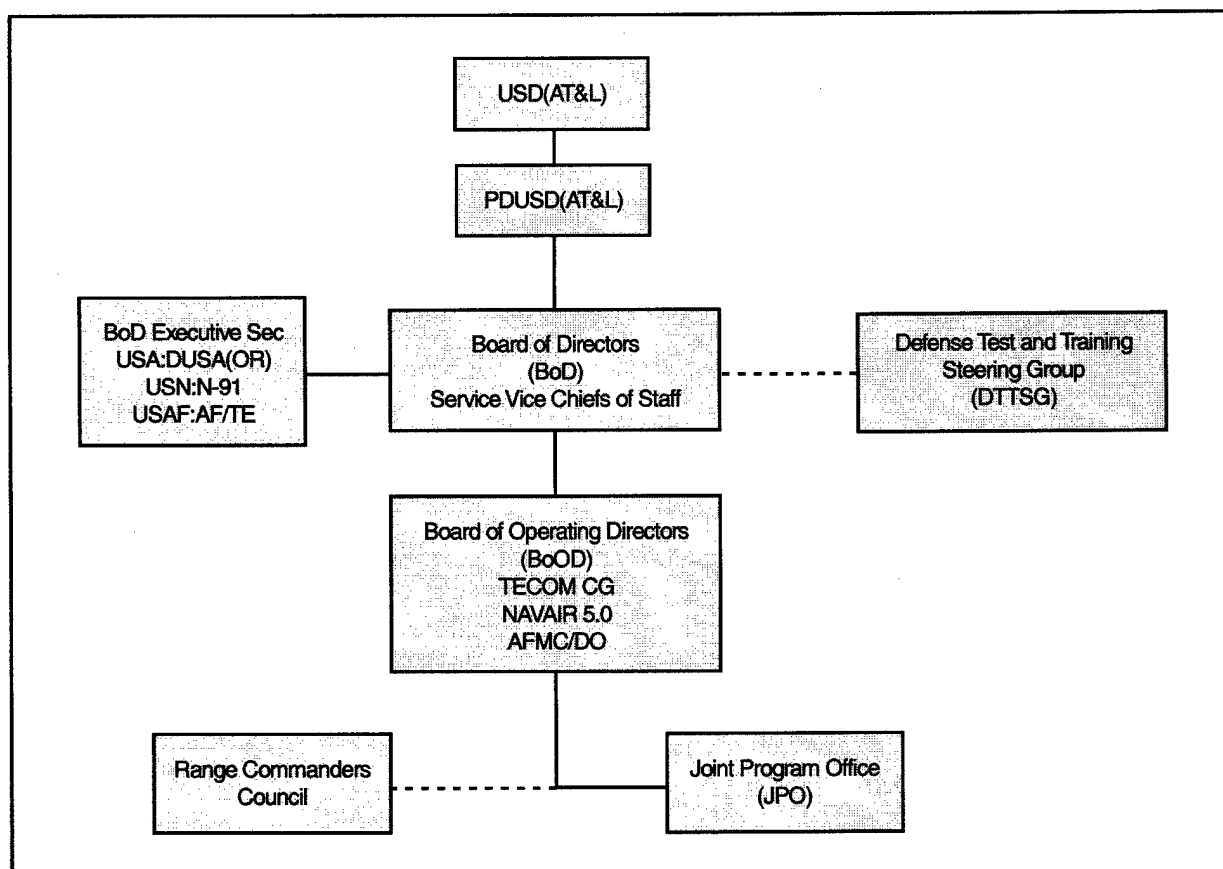 USD(AT&L)
PDUSD(AT&L)
BoD Executive Sec
USA:DUSA(OR)
USN:N-91
USAF:AF/TE
Board of Directors
(BoD)
Service Vice Chiefs of Staff
Defense Test and Training
Steering Group
(DTTSG)
Board of Operating Directors
(BoOD)
TECOM CG
NAVAIR 5.0
AFMC/DO
Range Commanders
Council
Joint Program Office
(JPO)